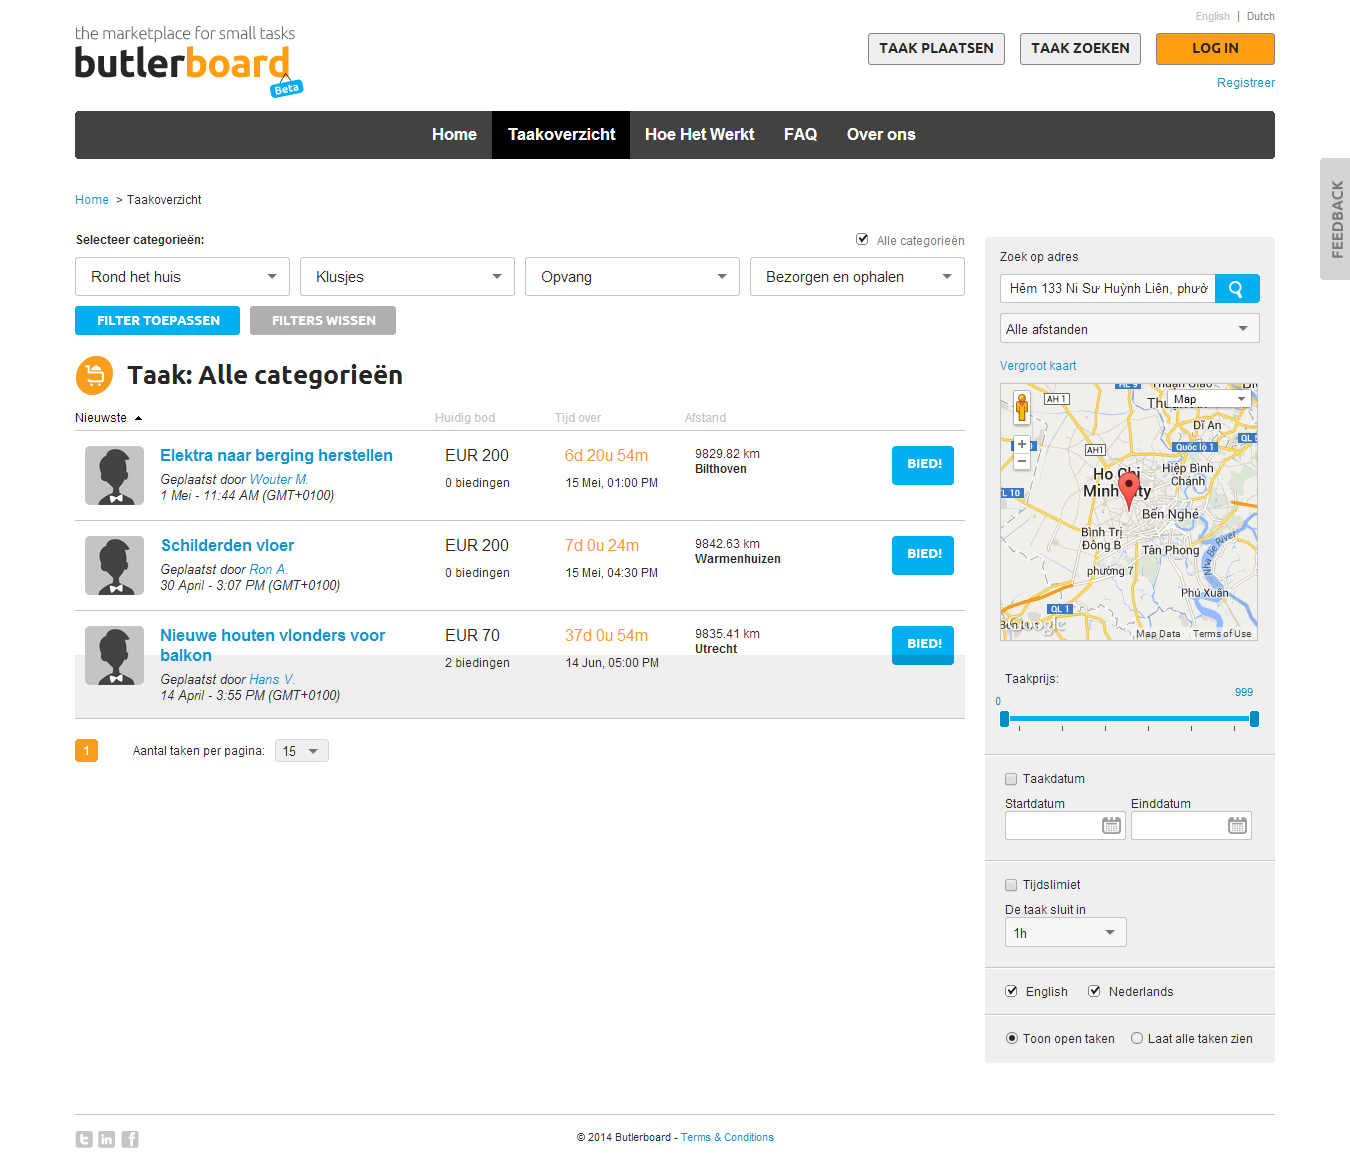 English | Dutch
the marketplace for small tasks
butlerboard
Beta
TAAK PLAATSEN
TAAK ZOEKEN
LOG IN
Registreer
Home
Taakoverzicht
Hoe Het Werkt
FAQ
Over ons
FEEDBACK
Home > Taakoverzicht
Selecteer categorieën:
Alle categorieën
Rond het huis
Klusjes
Opvang
Bezorgen en ophalen
FILTER TOEPASSEN
FILTERS WISSEN
Taak: Alle categorieën
Nieuwste
Huidig bod
Tijd over
Afstand
Elektra naar berging herstellen
Geplaatst door Wouter M.
1 Mei - 11:44 AM (GMT+0100)
EUR 200
0 biedingen
6d 20u 54m
15 Mei, 01:00 PM
9829.82 km
Bilthoven
BIED!
Schilderden vloer
Geplaatst door Ron A.
30 April - 3:07 PM (GMT+0100)
EUR 200
0 biedingen
7d 0u 24m
15 Mei, 04:30 PM
9842.63 km
Warmenhuizen
BIED!
Nieuwe houten vlonders voor
balkon
Geplaatst door Hans V.
14 April - 3:55 PM (GMT+0100)
EUR 70
2 biedingen
37d 0u 54m
14 Jun, 05:00 PM
9835.41 km
Utrecht
BIED!
1
Aantal taken per pagina:
15
Zoek op adres
Hẻm 133 Ni Sư Huỳnh Liên, phườ
Alle afstanden
Vergroot kaart
AH 1
Map
Dĩ An
AH1
Quốc lộ 1
QL 5
Hiệp Bình
Chánh
Ho Chi
Minh City
QL 10
Bến Nghé
Bình Trị
Đông B
Tân Phong
Nha Be River
phường 7
Phú Xuân
QL 1
Google
Map Data
Terms of Use
Taakprijs:
0
999
Taakdatum
Startdatum
Einddatum
Tijdslimiet
De taak sluit in
1h
English
Nederlands
Toon open taken
Laat alle taken zien
© 2014 Butlerboard - Terms & Conditions